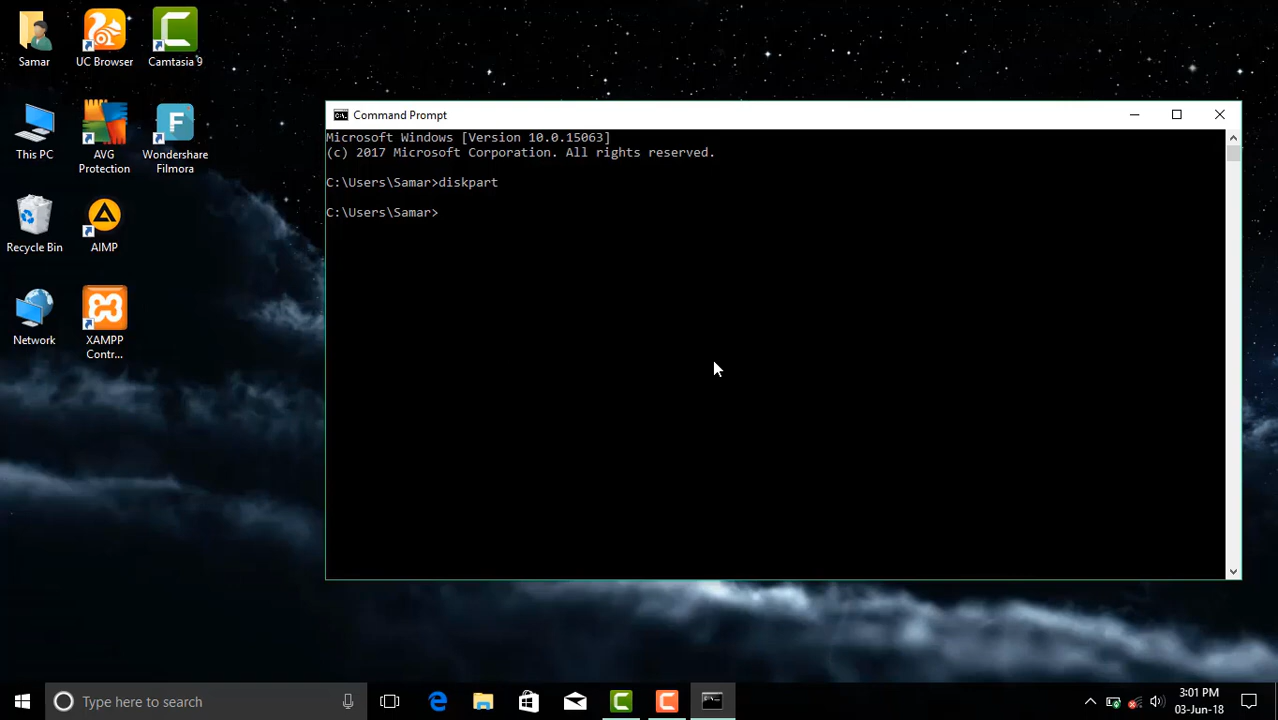 Samar
UC Browser
Camtasia 9
This PC
AVG
Protection
Wondershare
Filmora
Recycle Bin
AIMP
Network
XAMPP
Contr...
Command Prompt
Microsoft Windows [Version 10.0.15063]
(c) 2017 Microsoft Corporation. All rights reserved.
C:\Users\Samar>diskpart
C:\Users\Samar>
Type here to search
3:01 PM
03-Jun-18